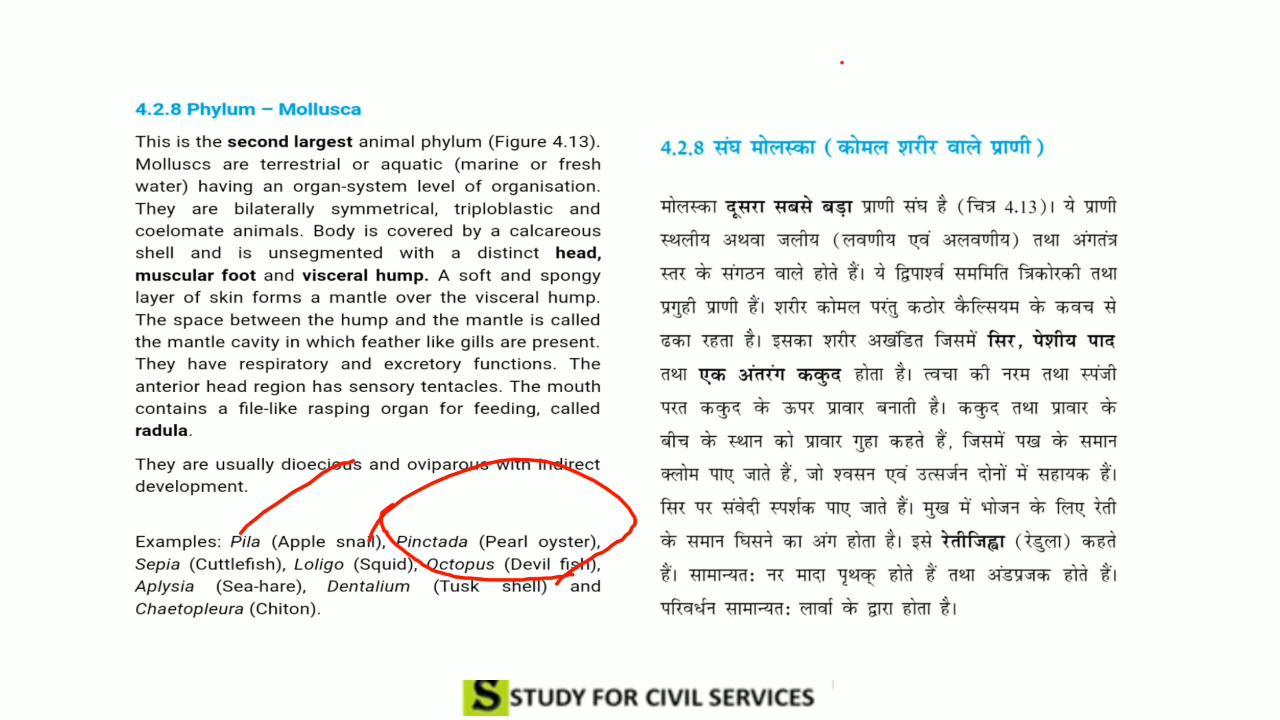 4.2.8 Phylum – Mollusca
This is the second largest animal phylum (Figure 4.13).
Molluscs are terrestrial or aquatic (marine or fresh
water) having an organ-system level of organisation.
They are bilaterally symmetrical, triploblastic and
coelomate animals. Body is covered by a calcareous
shell and is unsegmented with a distinct head,
muscular foot and visceral hump. A soft and spongy
layer of skin forms a mantle over the visceral hump.
The space between the hump and the mantle is called
the mantle cavity in which feather like gills are present.
They have respiratory and excretory functions. The
anterior head region has sensory tentacles. The mouth
contains a file-like rasping organ for feeding, called
radula.
They are usually dioecious and oviparous with indirect
development.
Examples: Pila (Apple snail), Pinctada (Pearl oyster),
Sepia (Cuttlefish), Loligo (Squid), Octopus (Devil fish),
Aplysia (Sea-hare), Dentalium (Tusk shell) and
Chaetopleura (Chiton).
4.2.8 संघ मोलस्का ( कोमल शरीर वाले प्राणी )
मोलस्का दूसरा सबसे बड़ा प्राणी संघ है (चित्र 4.13)। ये प्राणी
स्थलीय अथवा जलीय (लवणीय एवं अलवणीय) तथा अंगतंत्र
स्तर के संगठन वाले होते हैं। ये द्विपार्श्व सममिति त्रिकोरकी तथा
प्रगुही प्राणी हैं। शरीर कोमल परंतु कठोर कैल्सियम के कवच से
ढका रहता है। इसका शरीर अखंडित जिसमें सिर, पेशीय पाद
तथा एक अंतरंग ककुद होता है। त्वचा की नरम तथा स्पंजी
परत ककुद के ऊपर प्रावार बनाती है। ककुद तथा प्रावार के
बीच के स्थान को प्रावार गुहा कहते हैं, जिसमें पख के समान
क्लोम पाए जाते हैं, जो श्वसन एवं उत्सर्जन दोनों में सहायक हैं।
सिर पर संवेदी स्पर्शक पाए जाते हैं। मुख में भोजन के लिए रेती
के समान घिसने का अंग होता है। इसे रेतीजिह्वा (रेडुला) कहते
हैं। सामान्यत: नर मादा पृथक् होते हैं तथा अंडप्रजक होते हैं।
परिवर्धन सामान्यत: लार्वा के द्वारा होता है।
S STUDY FOR CIVIL SERVICES